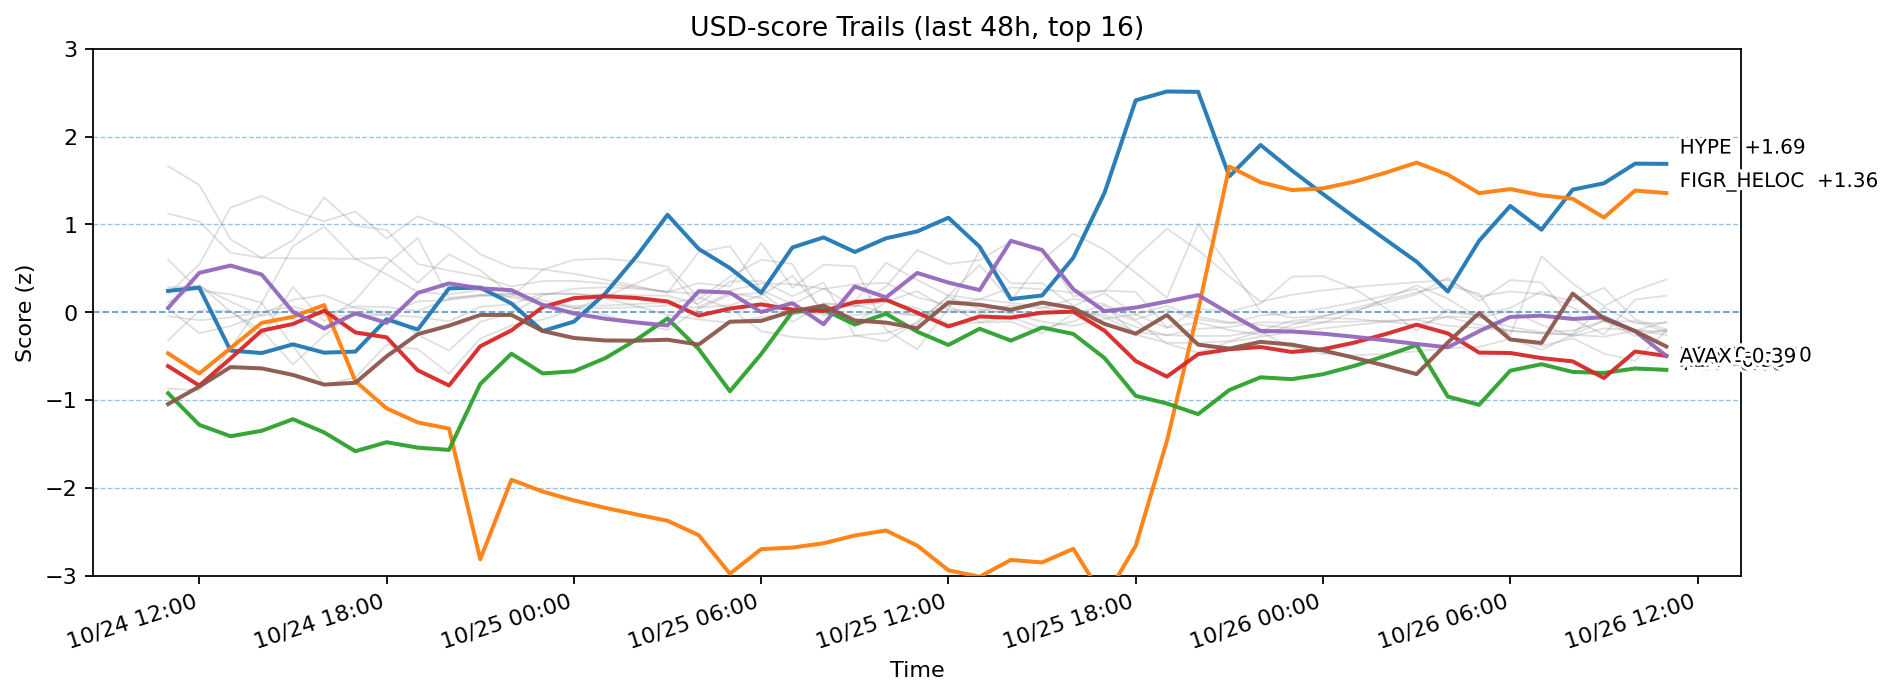 USD-score Trails (last 48h, top 16)
3
2
1
0
−1
−2
−3
Score (z)
HYPE +1.69
FIGR_HELOC +1.36
AVAX -0.39
10/24 12:00
10/24 18:00
10/25 00:00
10/25 06:00
10/25 12:00
10/25 18:00
10/26 00:00
10/26 06:00
10/26 12:00
Time